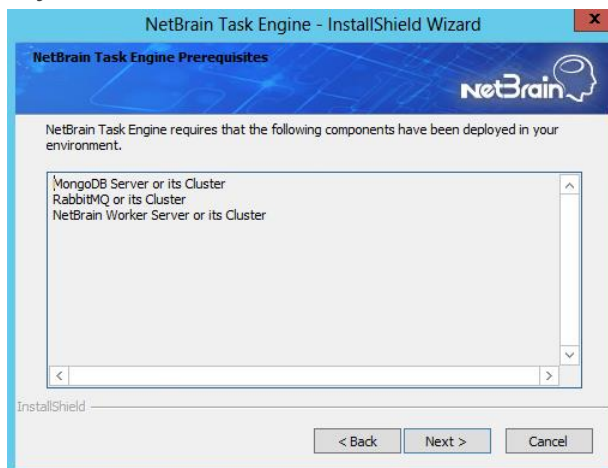 NetBrain Task Engine - InstallShield Wizard
X
NetBrain Task Engine Prerequisites
NetBrain
NetBrain Task Engine requires that the following components have been deployed in your
environment.
MongoDB Server or its Cluster
RabbitMQ or its Cluster
NetBrain Worker Server or its Cluster
InstallShield
< Back
Next >
Cancel